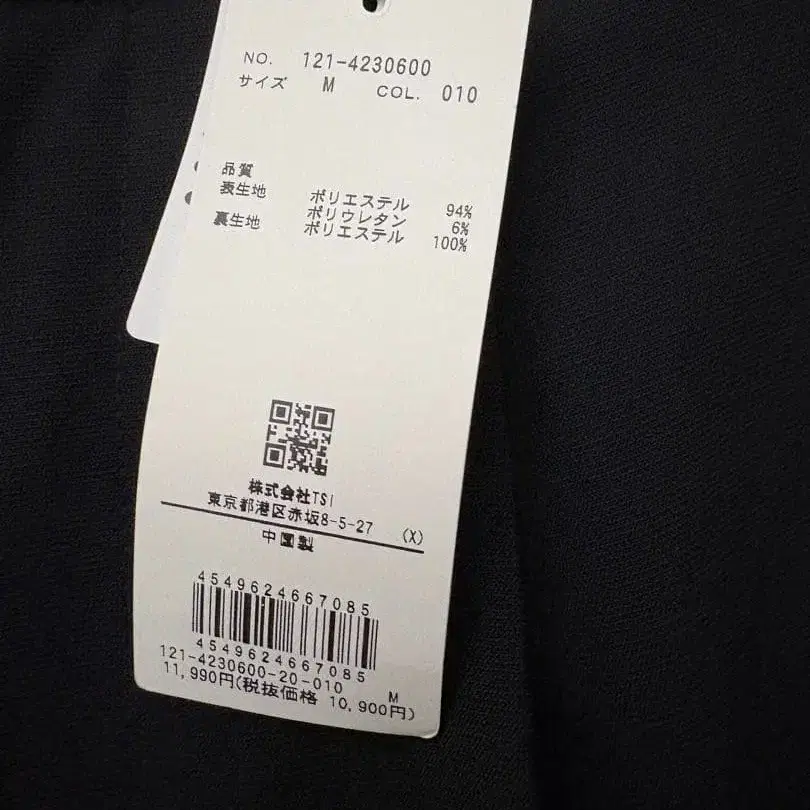 NO. 121-4230600
サイズ M COL. 010
品質
表生地 ポリエステル 94%
ポリウレタン 6%
裏生地 ポリエステル 100%
株式会社TSI
東京都港区赤坂8-5-27 (X)
中国製
4549624667085
4549624667085
121-4230600-20-010 M
11,990円(税抜価格 10,900円)